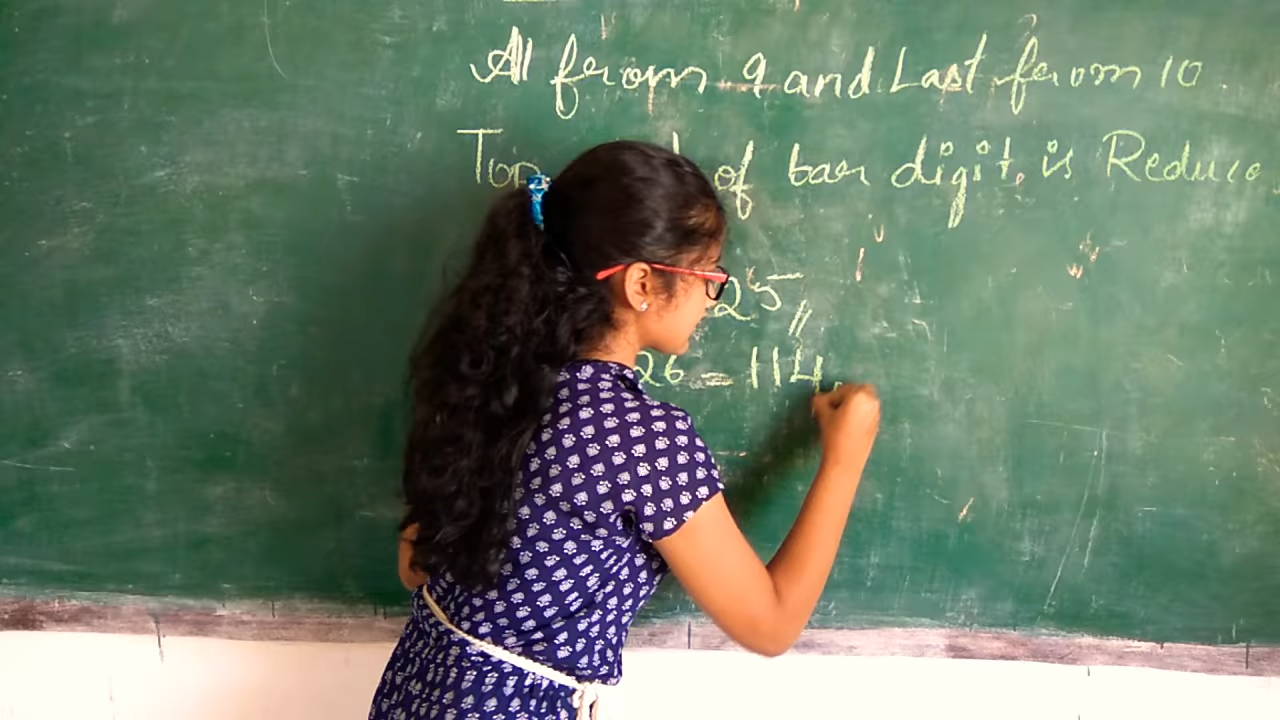 All from 9 and Last from 10
of bar digit. is Reduce
25
26 = 114